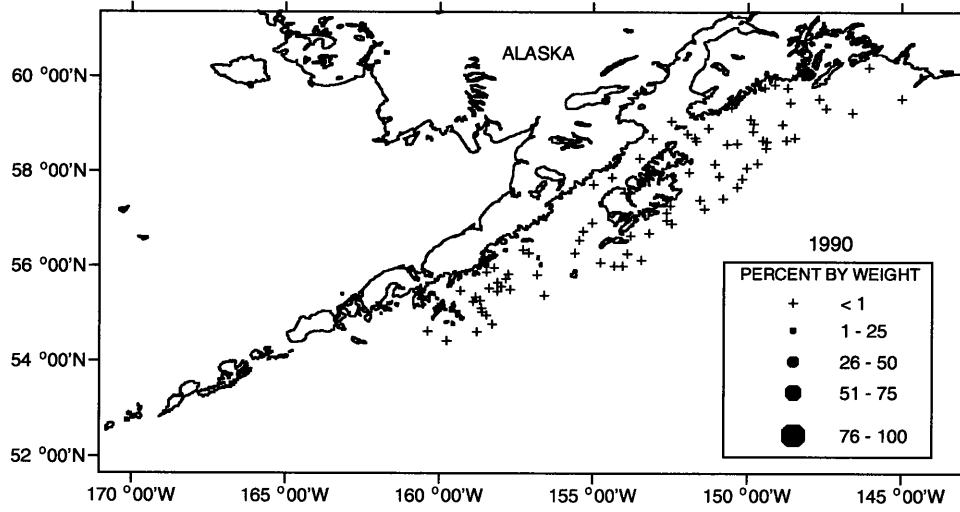 ALASKA
60 °00'N
58 °00'N
56 °00'N
54 °00'N
52 °00'N
1990
PERCENT BY WEIGHT
+ < 1
1 - 25
26 - 50
51 - 75
76 - 100
170 °00'W 165 °00'W 160 °00'W 155 °00'W 150 °00'W 145 °00'W